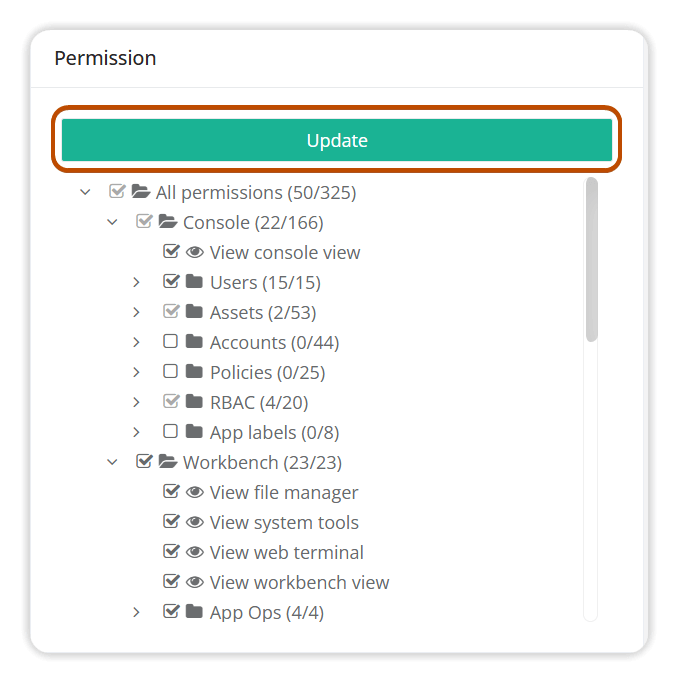 Permission
Update
All permissions (50/325)
Console (22/166)
View console view
Users (15/15)
Assets (2/53)
Accounts (0/44)
Policies (0/25)
RBAC (4/20)
App labels (0/8)
Workbench (23/23)
View file manager
View system tools
View web terminal
View workbench view
App Ops (4/4)